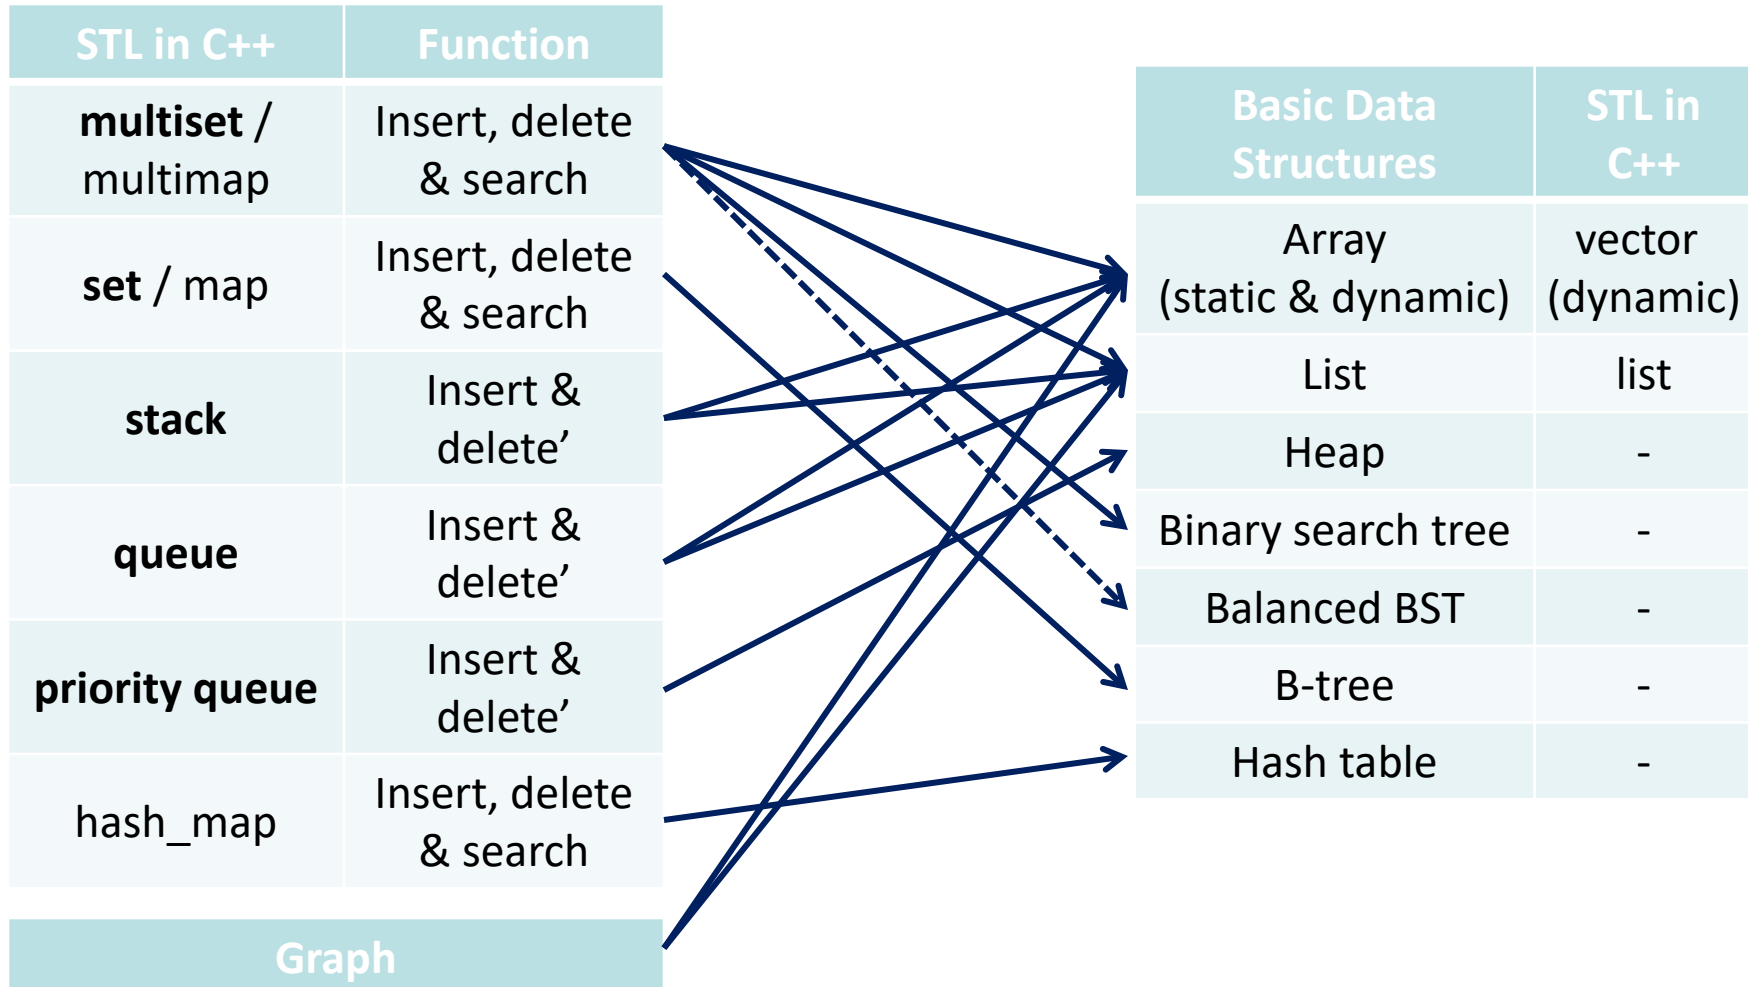 STL in C++ Function
multiset / Insert, delete
multimap & search
set / map Insert, delete
& search
stack Insert &
delete’
queue Insert &
delete’
priority queue Insert &
delete’
hash_map Insert, delete
& search
Graph
Basic Data STL in
Structures C++
Array vector
(static & dynamic) (dynamic)
List list
Heap -
Binary search tree -
Balanced BST -
B-tree -
Hash table -